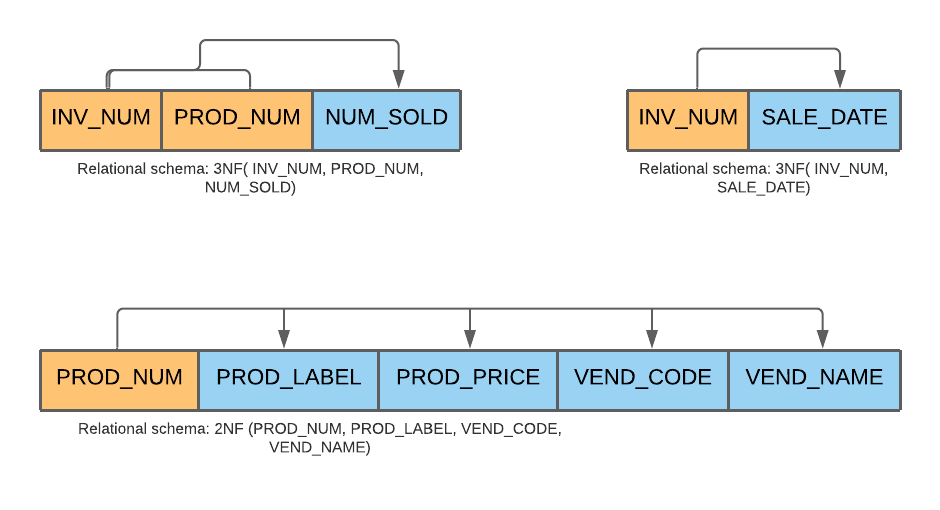 INV_NUM PROD_NUM NUM_SOLD
Relational schema: 3NF( INV_NUM, PROD_NUM,
NUM_SOLD)
INV_NUM SALE_DATE
Relational schema: 3NF( INV_NUM,
SALE_DATE)
PROD_NUM PROD_LABEL PROD_PRICE VEND_CODE VEND_NAME
Relational schema: 2NF (PROD_NUM, PROD_LABEL, VEND_CODE,
VEND_NAME)